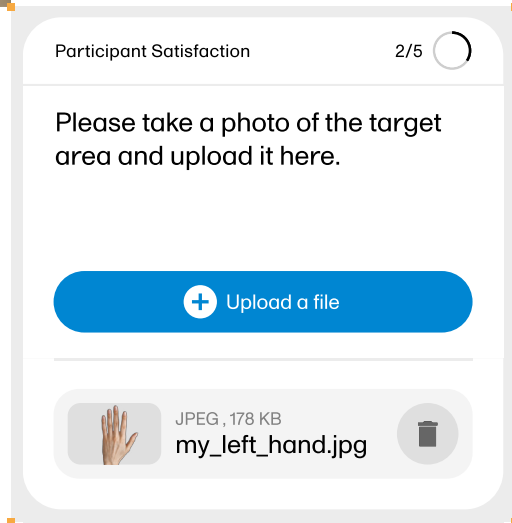 Participant Satisfaction 2/5
Please take a photo of the target
area and upload it here.
Upload a file
JPEG , 178 KB
my_left_hand.jpg